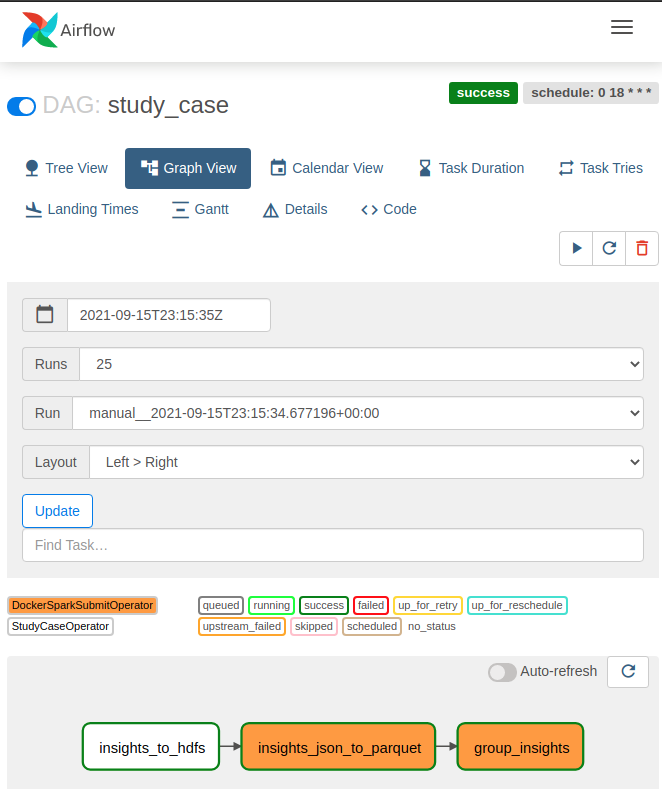 Airflow
DAG: study_case
success
schedule: 0 18 * * *
Tree View
Graph View
Calendar View
Task Duration
Task Tries
Landing Times
Gantt
Details
Code
2021-09-15T23:15:35Z
Runs
25
Run
manual__2021-09-15T23:15:34.677196+00:00
Layout
Left > Right
Update
Find Task…
DockerSparkSubmitOperator
StudyCaseOperator
queued
running
success
failed
up_for_retry
up_for_reschedule
upstream_failed
skipped
scheduled
no_status
Auto-refresh
insights_to_hdfs
insights_json_to_parquet
group_insights